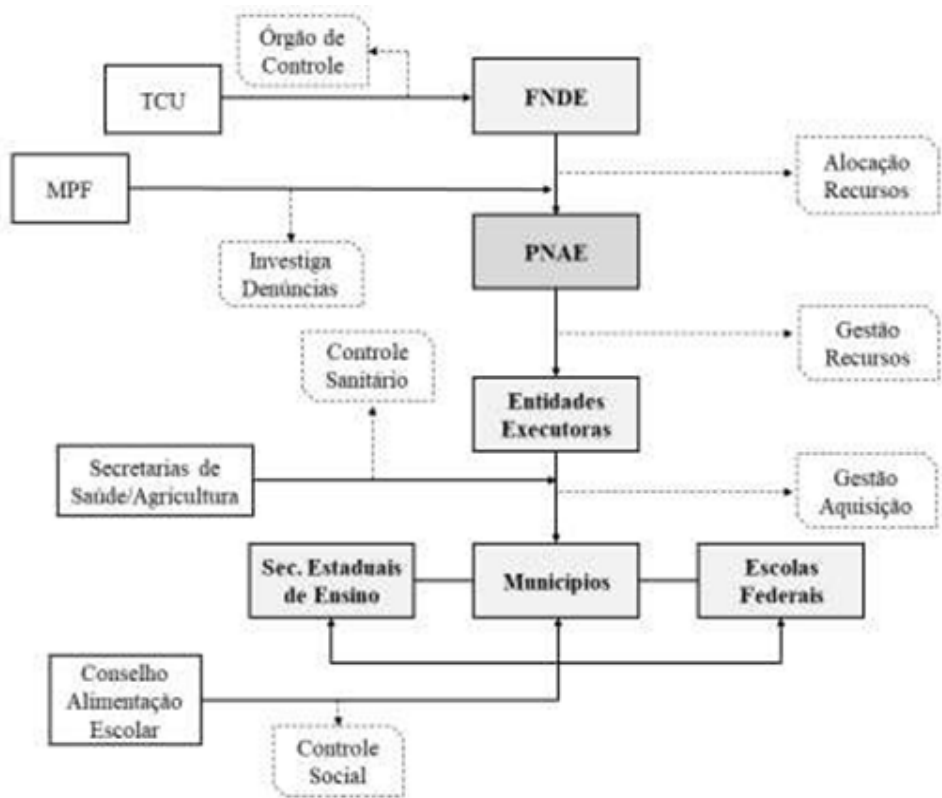 Órgão de
Controle
TCU
FNDE
MPF
Alocação
Recursos
PNAE
Investiga
Denúncias
Controle
Sanitário
Gestão
Recursos
Entidades
Executoras
Secretarias de
Saúde/Agricultura
Gestão
Aquisição
Sec. Estaduais
de Ensino
Municípios
Escolas
Federais
Conselho
Alimentação
Escolar
Controle
Social